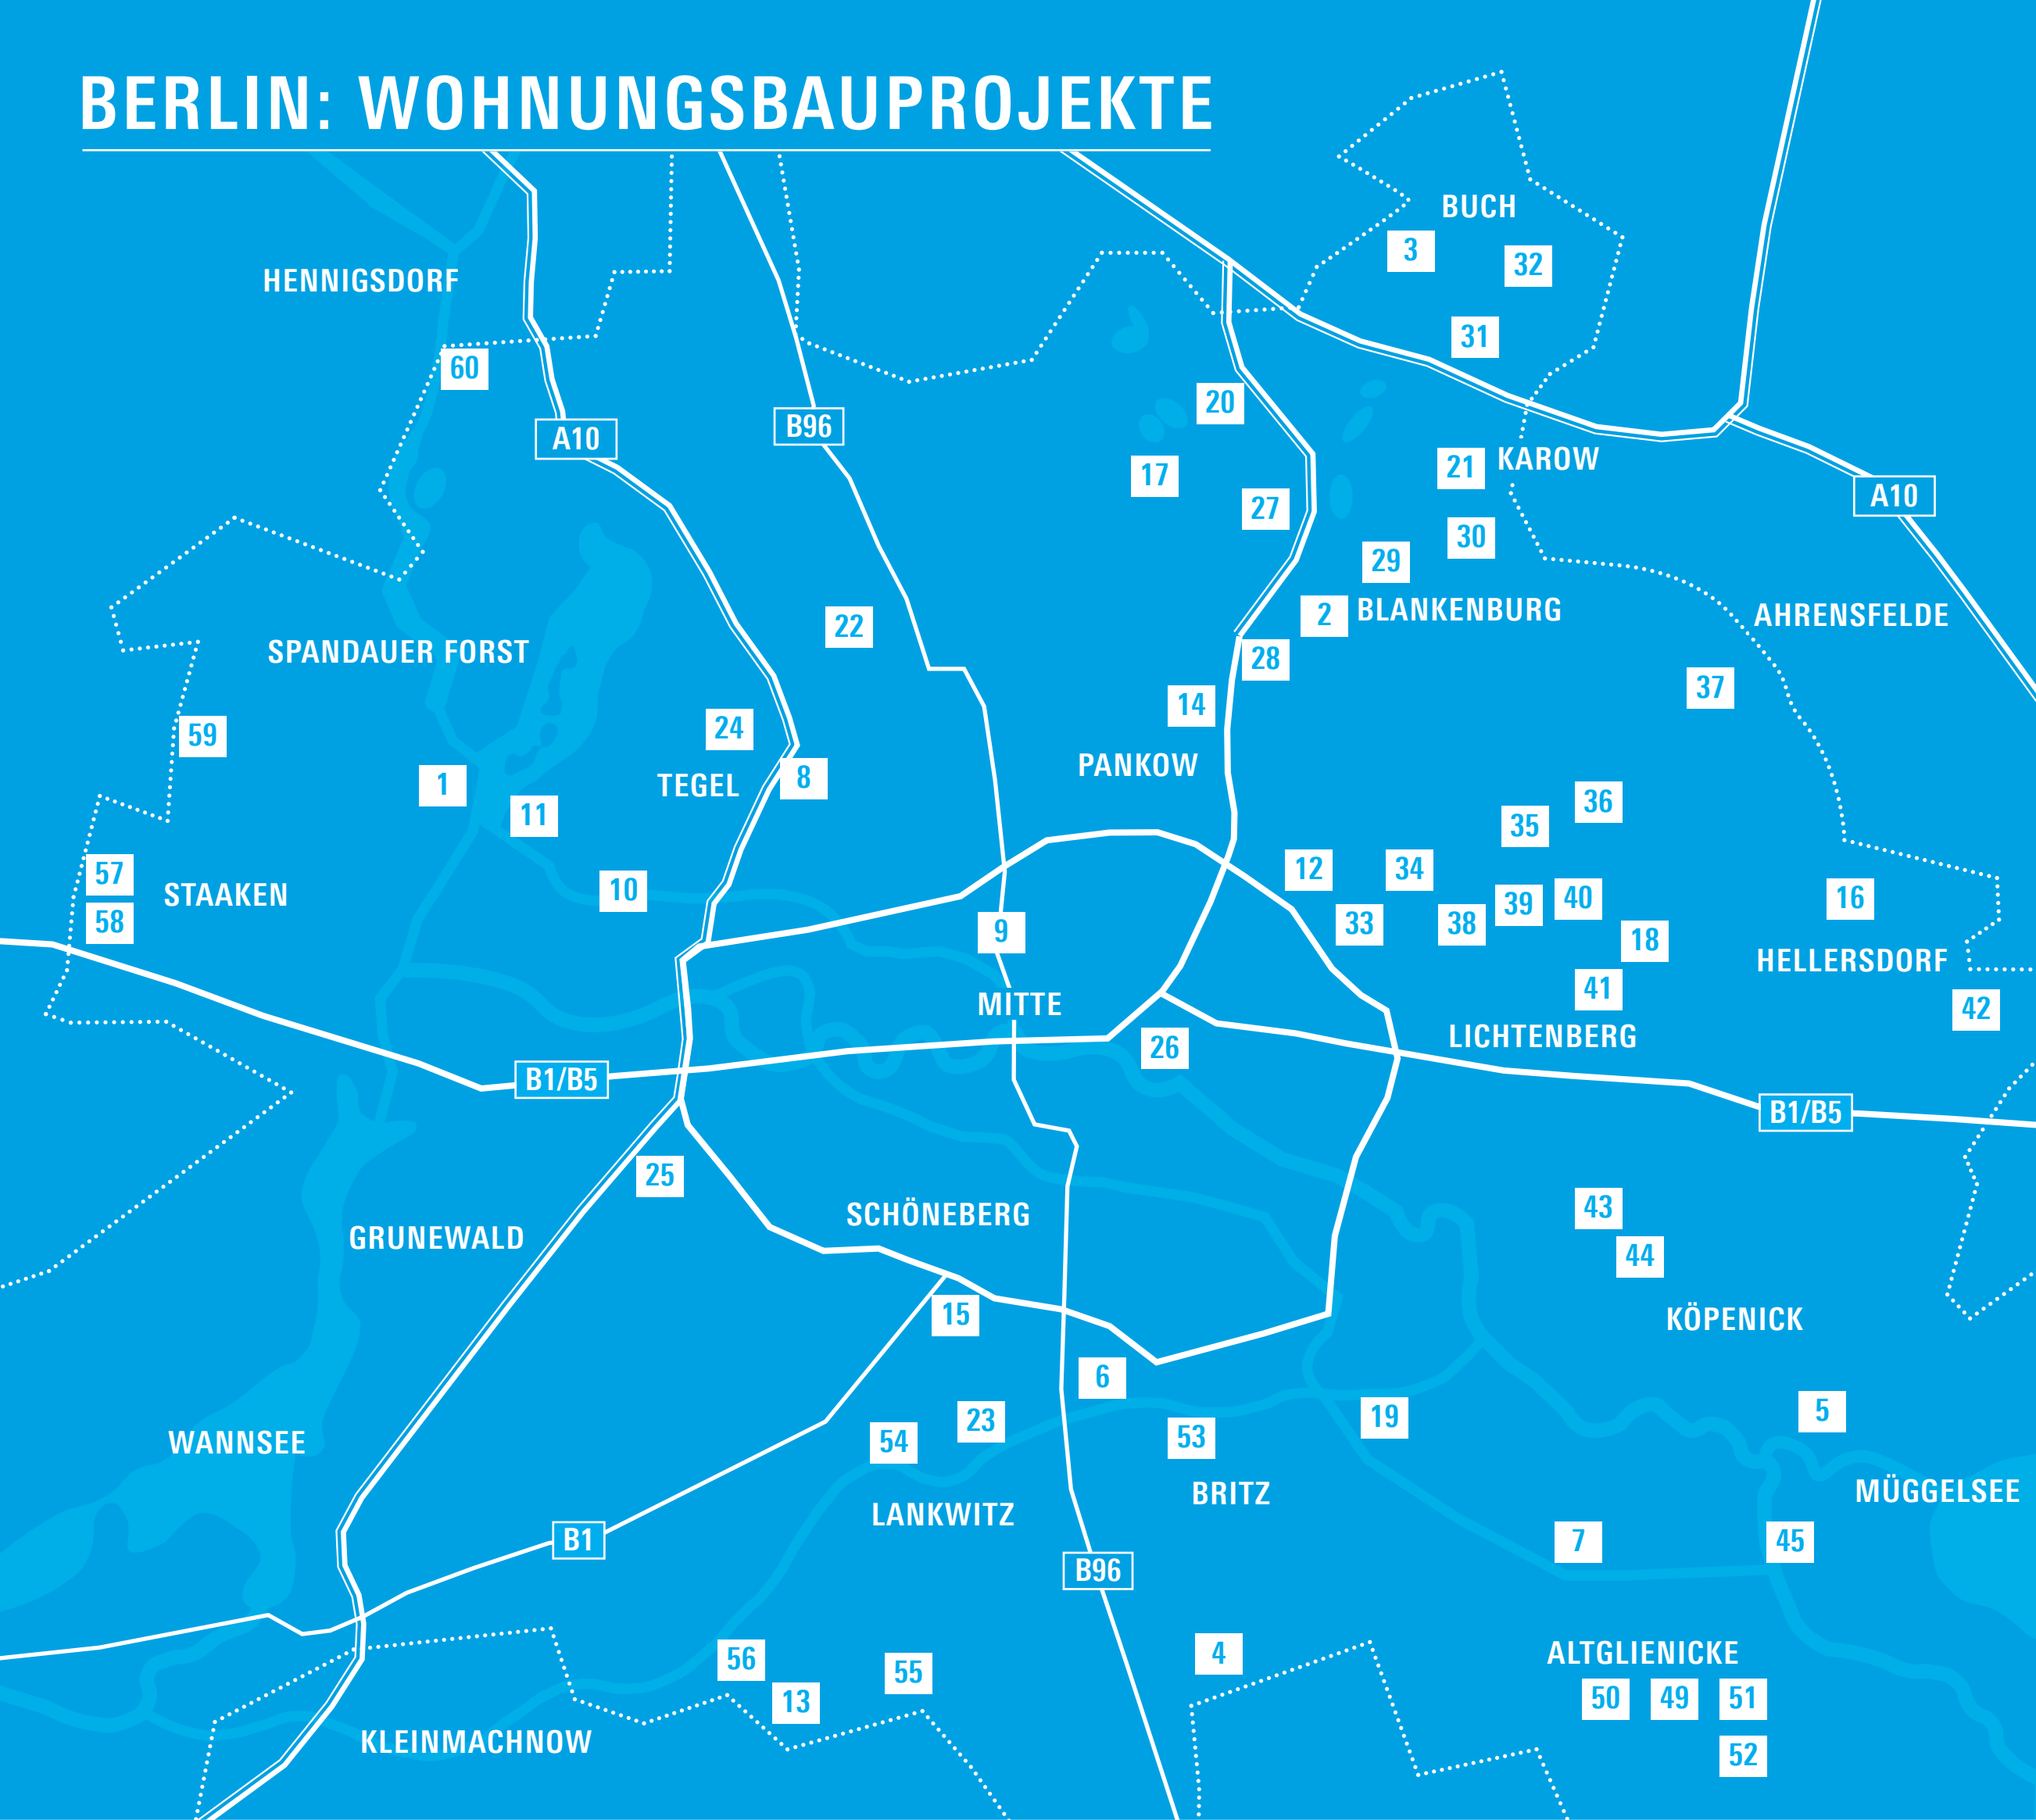 BERLIN: WOHNUNGSBAUPROJEKTE
BUCH
3
32
HENNIGSDORF
31
60
20
B96
A10
KAROW
21
17
A10
27
30
29
2
BLANKENBURG
AHRENSFELDE
22
SPANDAUER FORST
28
37
14
24
59
PANKOW
8
TEGEL
1
36
11
35
12
34
57
10
STAAKEN
16
40
39
58
33
38
9
18
HELLERSDORF
41
MITTE
42
LICHTENBERG
26
B1/B5
B1/B5
25
43
SCHÖNEBERG
GRUNEWALD
44
15
KÖPENICK
6
5
19
23
53
54
WANNSEE
MÜGGELSEE
BRITZ
LANKWITZ
B1
7
45
B96
4
ALTGLIENICKE
56
55
50
49
51
13
KLEINMACHNOW
52